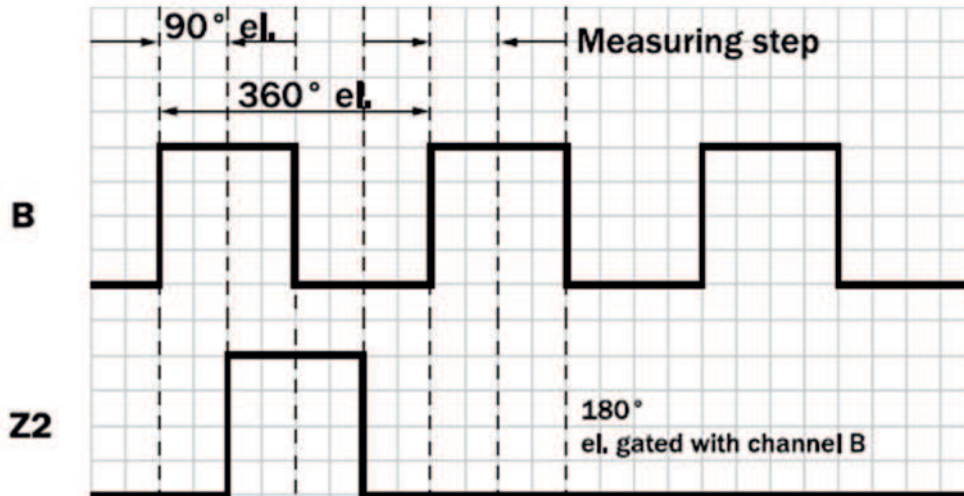 90° el.
Measuring step
360° el.
B
Z2
180°
el. gated with channel B